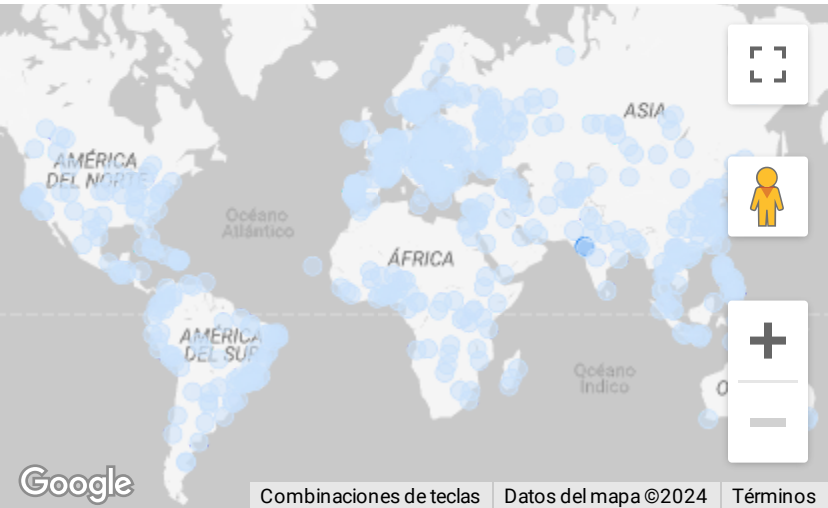 ASIA
AMÉRICA
DEL NORTE
Océano
Atlántico
ÁFRICA
AMÉRICA
DEL SUR
Océano
Índico
O
Google
Combinaciones de teclas
Datos del mapa ©2024
Términos